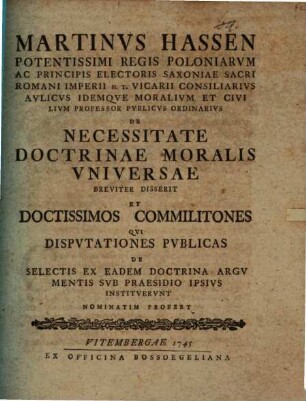 MARTINVS HASSEN
POTENTISSIMI REGIS POLONIARVM
AC PRINCIPIS ELECTORIS SAXONIAE SACRI
ROMANI IMPERII H. T. VICARII CONSILIARIVS
AVLICVS IDEMQVE MORALIVM ET CIVI
LIVM PROFESSOR PVBLICVS ORDINARIVS
DE
NECESSITATE
DOCTRINAE MORALIS
VNIVERSAE
BREVITER DISSERIT
ET
DOCTISSIMOS COMMILITONES
QVI
DISPVTATIONES PVBLICAS
DE
SELECTIS EX EADEM DOCTRINA ARGV
MENTIS SVB PRAESIDIO IPSIVS
INSTITVERVNT
NOMINATIM PROFERT
VITEMBERGAE 1745
EX OFFICINA BOSSOEGELIANA